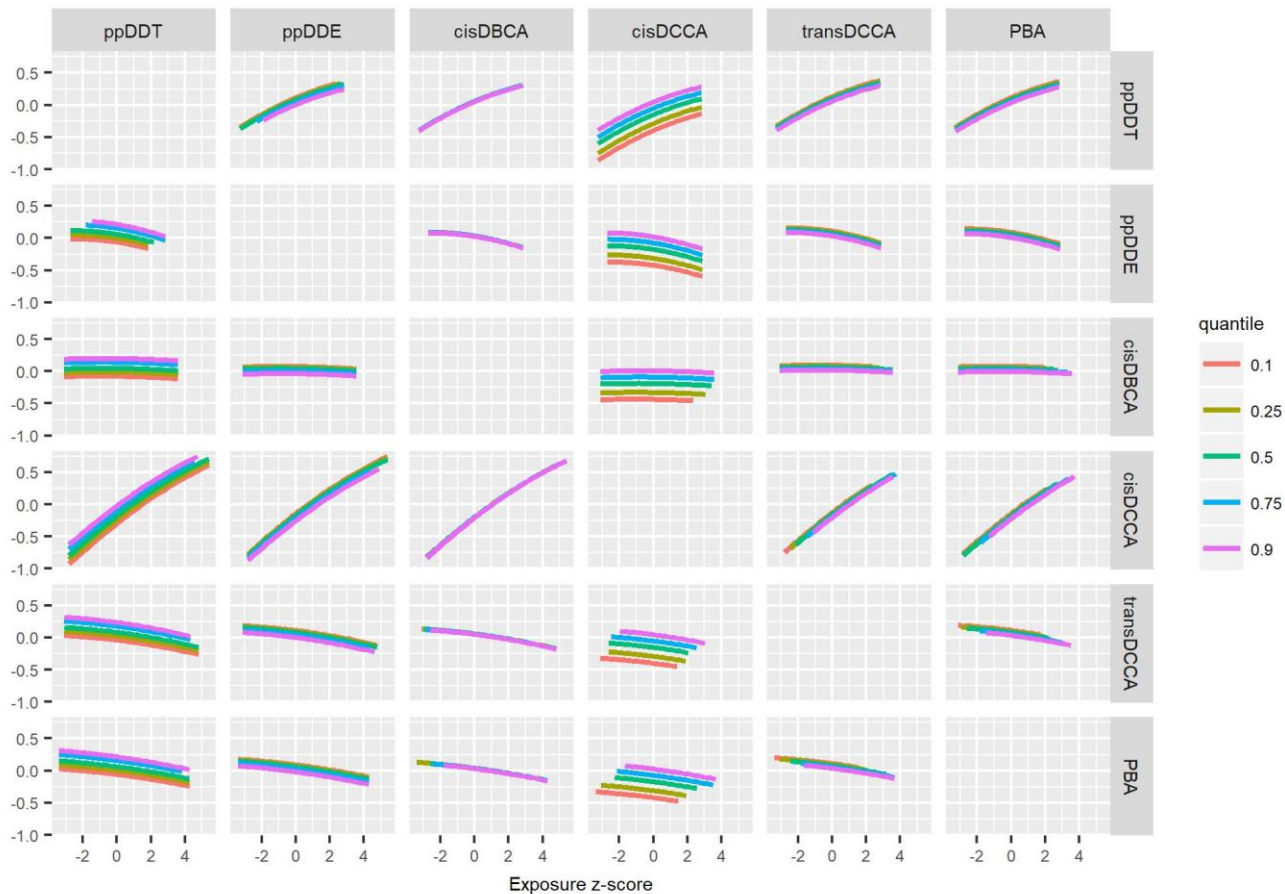 ppDDT ppDDE cisDBCA cisDCCA transDCCA PBA
0.5
0.0
-0.5
-1.0
ppDDT
0.5
0.0
-0.5
-1.0
ppDDE
0.5
0.0
-0.5
-1.0
cisDBCA
0.5
0.0
-0.5
-1.0
cisDCCA
0.5
0.0
-0.5
-1.0
transDCCA
0.5
0.0
-0.5
-1.0
PBA
-2 0 2 4 -2 0 2 4 -2 0 2 4 -2 0 2 4 -2 0 2 4 -2 0 2 4
Exposure z-score
quantile
0.1
0.25
0.5
0.75
0.9